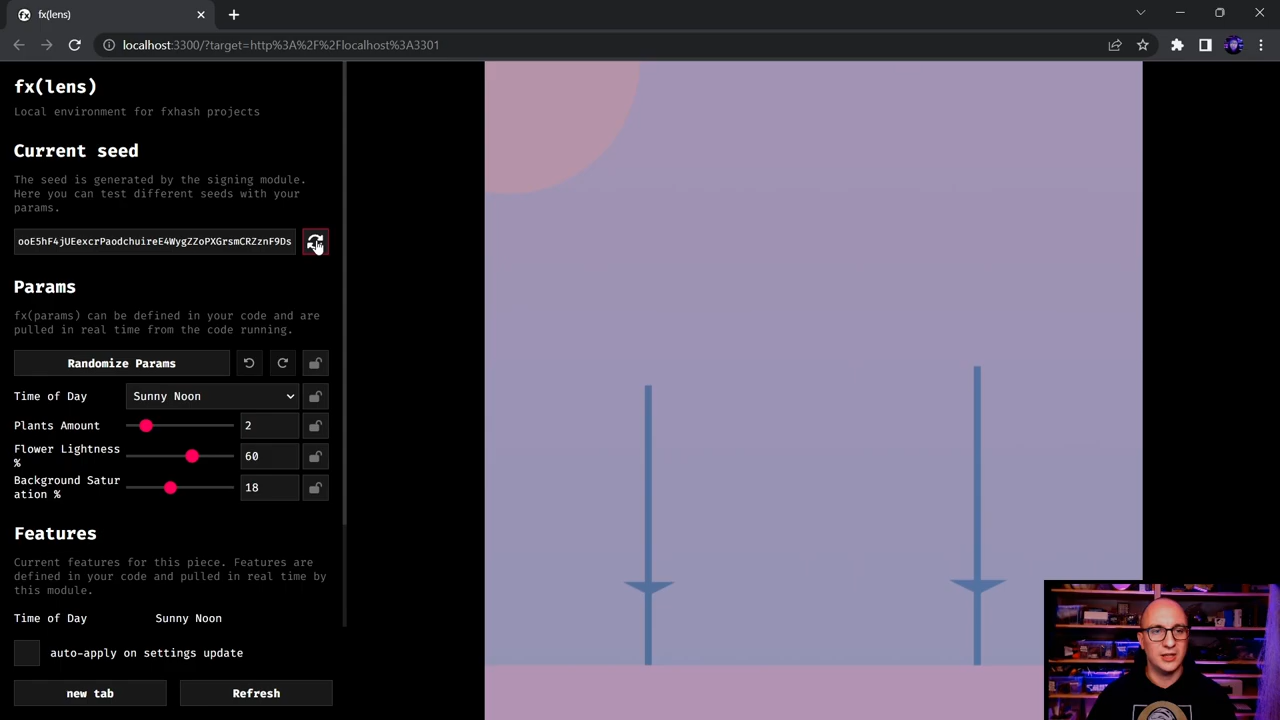 fx(lens)
localhost:3300/?target=http%3A%2F%2Flocalhost%3A3301
fx(lens)
Local environment for fxhash projects
Current seed
The seed is generated by the signing module.
Here you can test different seeds with your
params.
ooE5hF4jUEexcrPaodchuireE4WygZZoPXGrsmCRZznF9Ds
Params
fx(params) can be defined in your code and are
pulled in real time from the code running.
Randomize Params
Time of Day Sunny Noon
Plants Amount 2
Flower Lightness
% 60
Background Satur
ation % 18
Features
Current features for this piece. Features are
defined in your code and pulled in real time by
this module.
Time of Day Sunny Noon
auto-apply on settings update
new tab Refresh